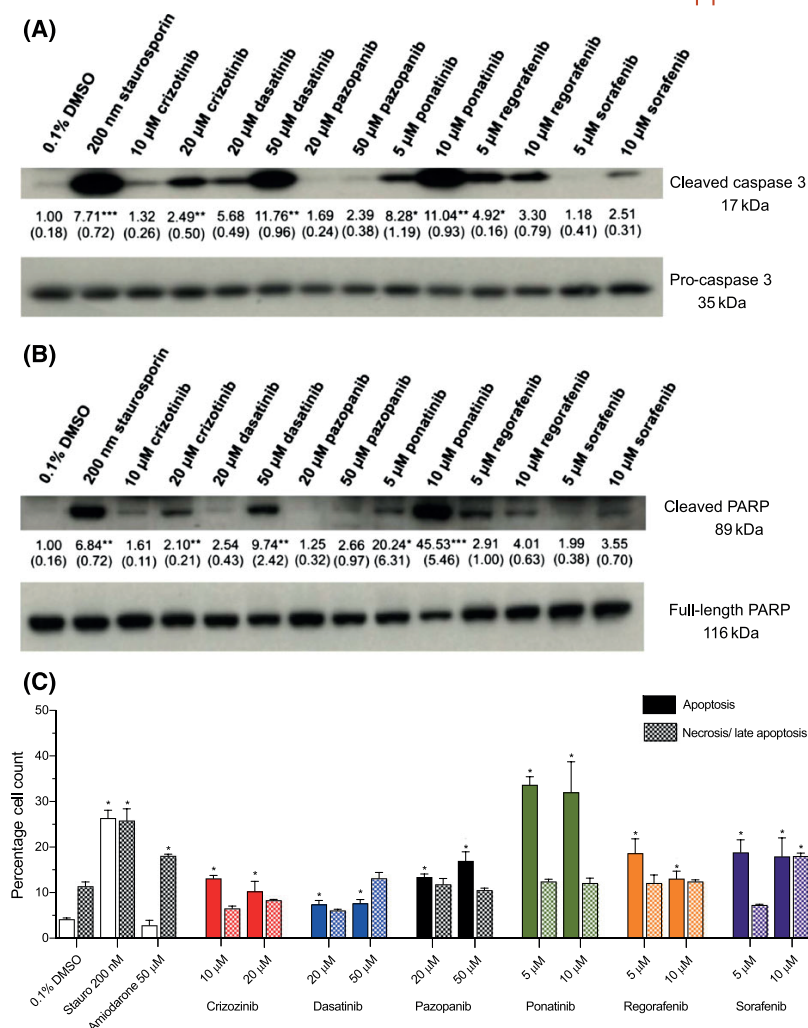 (A)
0.1% DMSO
200 nm staurosporin
10 µM crizotinib
20 µM crizotinib
20 µM dasatinib
50 µM dasatinib
20 µM pazopanib
50 µM pazopanib
5 µM ponatinib
10 µM ponatinib
5 µM regorafenib
10 µM regorafenib
5 µM sorafenib
10 µM sorafenib
Cleaved caspase 3
17 kDa
1.00 7.71*** 1.32 2.49** 5.68 11.76** 1.69 2.39 8.28* 11.04** 4.92* 3.30 1.18 2.51
(0.18) (0.72) (0.26) (0.50) (0.49) (0.96) (0.24) (0.38) (1.19) (0.93) (0.16) (0.79) (0.41) (0.31)
Pro-caspase 3
35 kDa
(B)
0.1% DMSO
200 nm staurosporin
10 µM crizotinib
20 µM crizotinib
20 µM dasatinib
50 µM dasatinib
20 µM pazopanib
50 µM pazopanib
5 µM ponatinib
10 µM ponatinib
5 µM regorafenib
10 µM regorafenib
5 µM sorafenib
10 µM sorafenib
Cleaved PARP
89 kDa
1.00 6.84** 1.61 2.10** 2.54 9.74** 1.25 2.66 20.24* 45.53*** 2.91 4.01 1.99 3.55
(0.16) (0.72) (0.11) (0.21) (0.43) (2.42) (0.32) (0.97) (6.31) (5.46) (1.00) (0.63) (0.38) (0.70)
Full-length PARP
116 kDa
(C)
Percentage cell count
50
40
30
20
10
0
Apoptosis
Necrosis/ late apoptosis
* * * * * * * * * * * * * * * *
0.1% DMSO
Stauro 200 nM
Amiodarone 50 µM
10 µM
20 µM
20 µM
50 µM
20 µM
50 µM
5 µM
10 µM
5 µM
10 µM
5 µM
10 µM
Crizozinib
Dasatinib
Pazopanib
Ponatinib
Regorafenib
Sorafenib